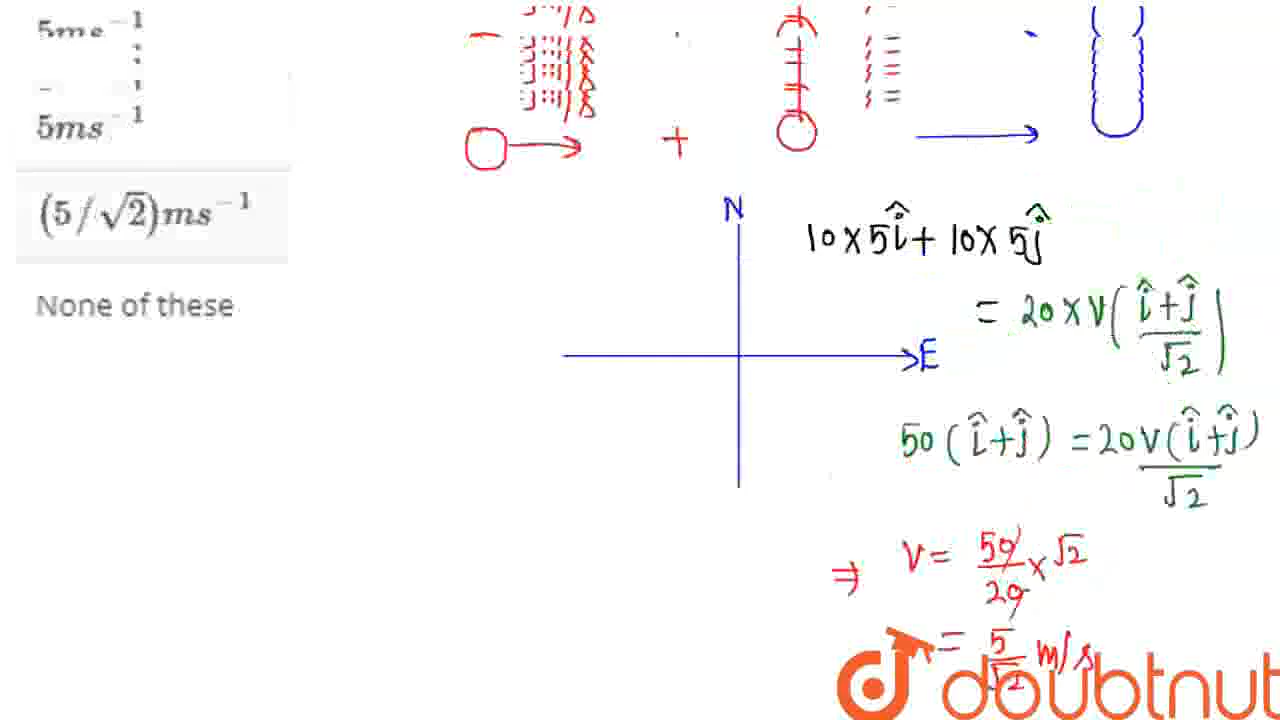 5ms⁻¹
5ms⁻¹
(5/√2)ms⁻¹
None of these
+
N
E
10×5î + 10×5ĵ
= 20×V((î+ĵ)/√2)
50(î+ĵ) = 20V(î+ĵ)/√2
⇒ V = 50/20 × √2
= 5/√2 m/s
doubtnut